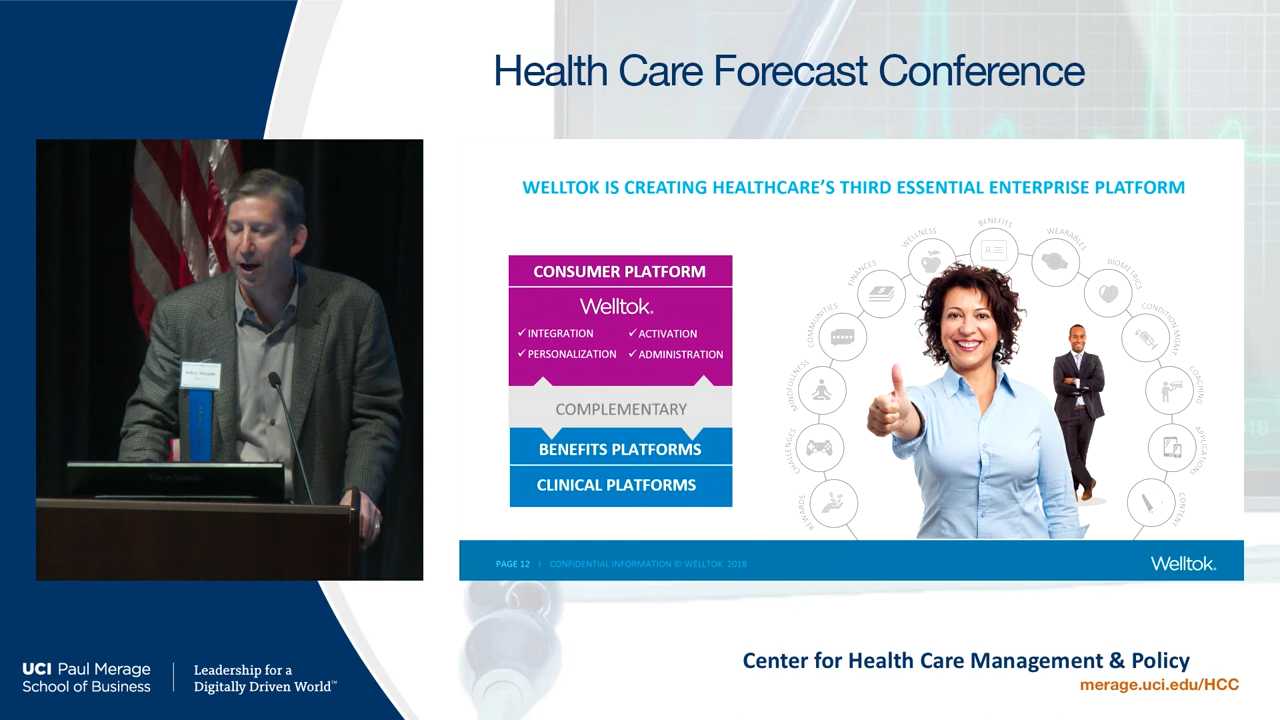 Health Care Forecast Conference
WELLTOK IS CREATING HEALTHCARE'S THIRD ESSENTIAL ENTERPRISE PLATFORM
CONSUMER PLATFORM
Welltok®
✓ INTEGRATION ✓ ACTIVATION
✓ PERSONALIZATION ✓ ADMINISTRATION
COMPLEMENTARY
BENEFITS PLATFORMS
CLINICAL PLATFORMS
REWARDS
CHALLENGES
MINDFULLNESS
COMMUNITIES
FINANCES
WELLNESS
BENEFITS
WEARABLES
BIOMETRICS
CONDITION MGMT
COACHING
APPLICATIONS
CONTENT
PAGE 12 | CONFIDENTIAL INFORMATION © WELLTOK 2018
Welltok®
ViewSonic
UCI Paul Merage
School of Business
Leadership for a
Digitally Driven World™
Center for Health Care Management & Policy
merage.uci.edu/HCC